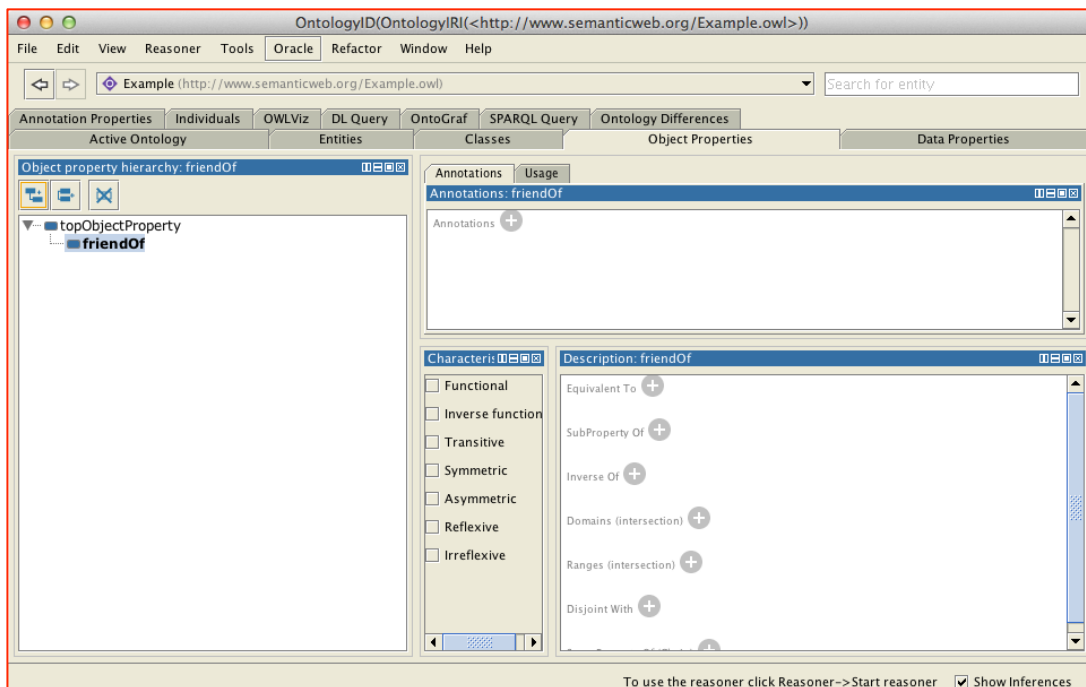 OntologyID(OntologyIRI(<http://www.semanticweb.org/Example.owl>))
File Edit View Reasoner Tools Oracle Refactor Window Help
Example (http://www.semanticweb.org/Example.owl)
Search for entity
Annotation Properties Individuals OWLViz DL Query OntoGraf SPARQL Query Ontology Differences
Active Ontology Entities Classes Object Properties Data Properties
Object property hierarchy: friendOf
topObjectProperty
friendOf
Annotations Usage
Annotations: friendOf
Annotations
Characteris
Functional
Inverse function
Transitive
Symmetric
Asymmetric
Reflexive
Irreflexive
Description: friendOf
Equivalent To
SubProperty Of
Inverse Of
Domains (intersection)
Ranges (intersection)
Disjoint With
To use the reasoner click Reasoner->Start reasoner Show Inferences